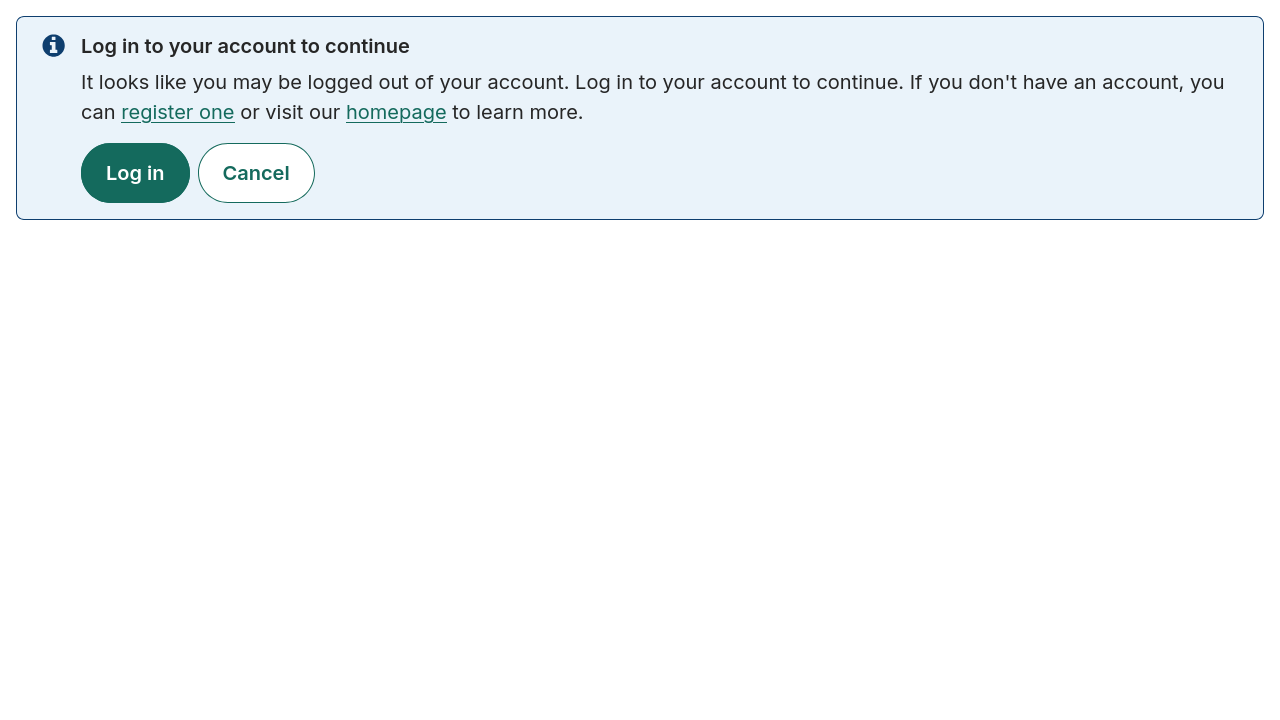 Log in to your account to continue
It looks like you may be logged out of your account. Log in to your account to continue. If you don't have an account, you
can register one or visit our homepage to learn more.
Log in
Cancel